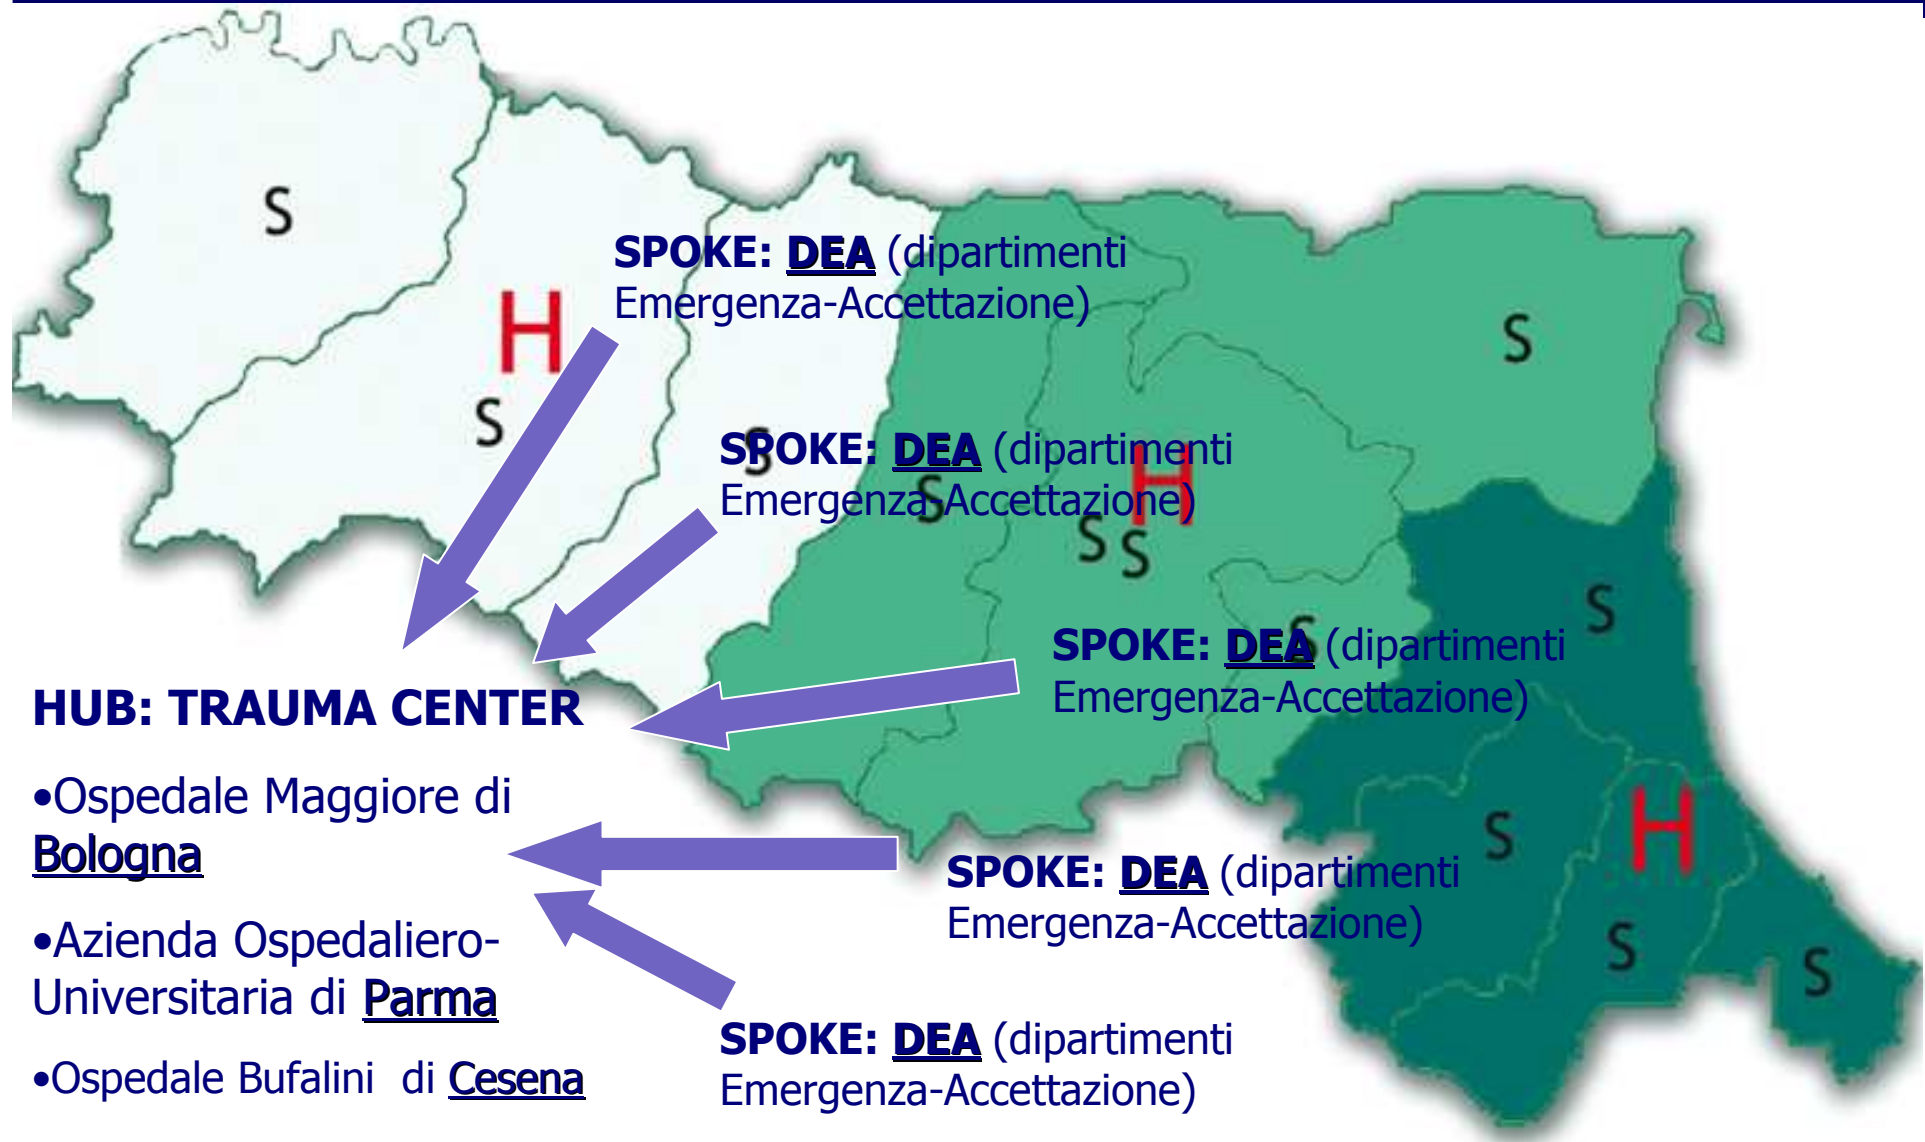 S
SPOKE: DEA (dipartimenti
Emergenza-Accettazione)
H
S
S
SPOKE: DEA (dipartimenti
Emergenza-Accettazione)
S
S
H
S
S
S
S
SPOKE: DEA (dipartimenti
Emergenza-Accettazione)
S
HUB: TRAUMA CENTER
•Ospedale Maggiore di
Bologna
•Azienda Ospedaliero-
Universitaria di Parma
•Ospedale Bufalini di Cesena
S
H
SPOKE: DEA (dipartimenti
Emergenza-Accettazione)
S
S
SPOKE: DEA (dipartimenti
Emergenza-Accettazione)